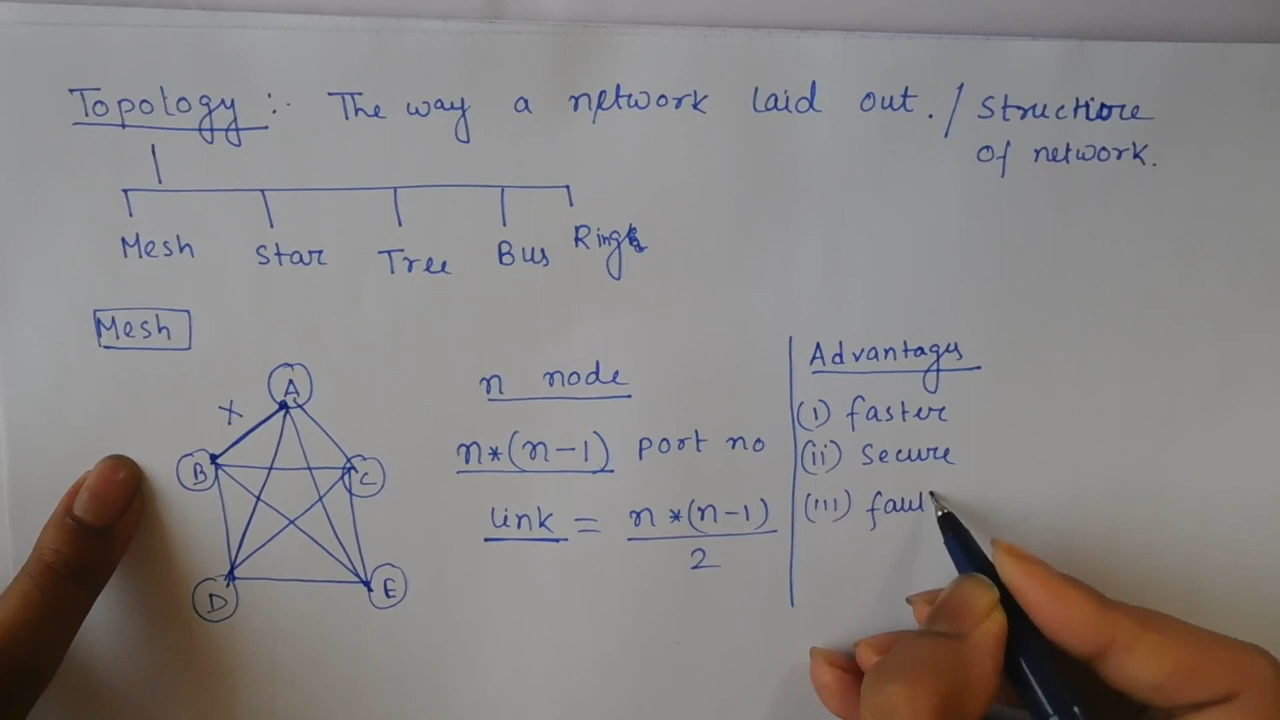 Topology :- The way a network laid out. / Structure
of network.
Mesh Star Tree Bus Ring
Mesh
A
B
C
D
E
X
n node
n*(n-1) port no
link = n*(n-1)
2
Advantages
(i) faster
(ii) Secure
(iii) faul